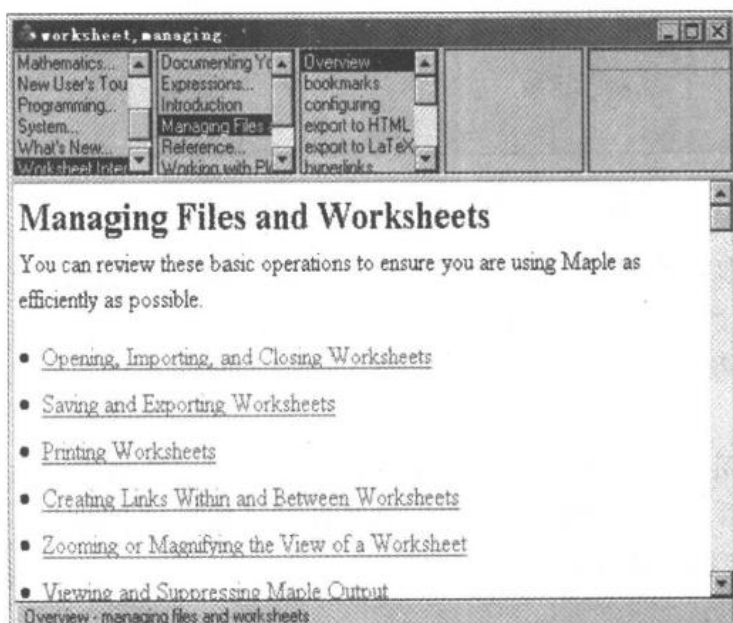 worksheet,managing
Mathematics...
New User's Tou
Programming...
System...
What's New...
Worksheet Inter
Documenting Yo
Expressions...
Introduction
Managing Files
Reference...
Working with Pl
Overview
bookmarks
configuring
export to HTML
export to LaTeX
hyperlinks
Managing Files and Worksheets
You can review these basic operations to ensure you are using Maple as
efficiently as possible.
• Opening, Importing, and Closing Worksheets
• Saving and Exporting Worksheets
• Printing Worksheets
• Creating Links Within and Between Worksheets
• Zooming or Magnifying the View of a Worksheet
• Viewing and Suppressing Maple Output
Overview - managing files and worksheets